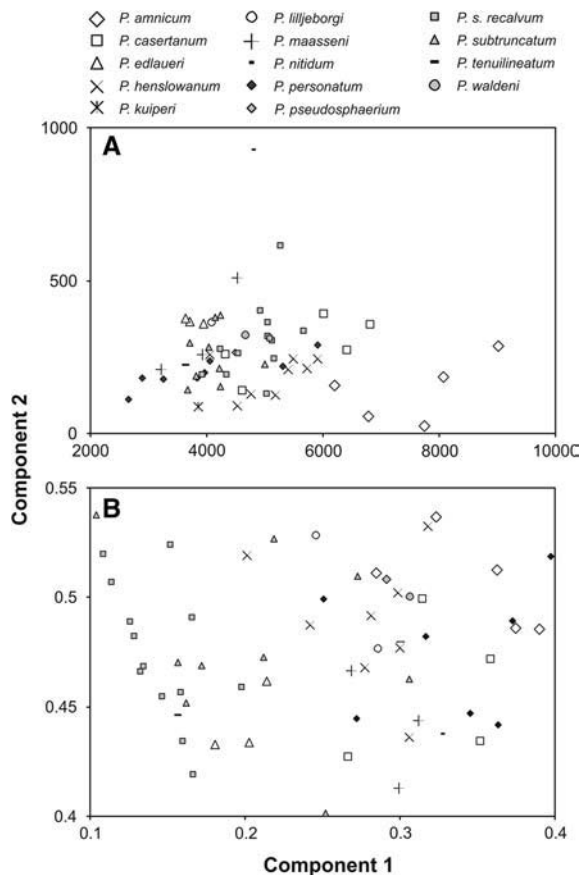 P. amnicum P. lilljeborgi P. s. recalvum
P. casertanum P. maasseni P. subtruncatum
P. edlaueri P. nitidum P. tenuilineatum
P. henslowanum P. personatum P. waldeni
P. kuiperi P. pseudosphaerium
1000
A
500
0
2000 4000 6000 8000 10000
Component 2
0.55
B
0.5
0.45
0.4
0.1 0.2 0.3 0.4
Component 1